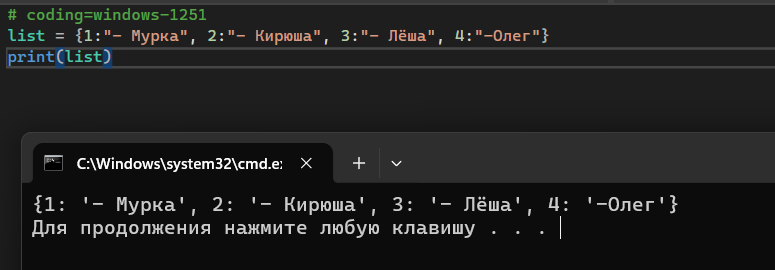 # coding=windows-1251
list = {1:"- Мурка", 2:"- Кирюша", 3:"- Лёша", 4:"-Олег"}
print(list)
C:\Windows\system32\cmd.e
{1: '- Мурка', 2: '- Кирюша', 3: '- Лёша', 4: '-Олег'}
Для продолжения нажмите любую клавишу . . .